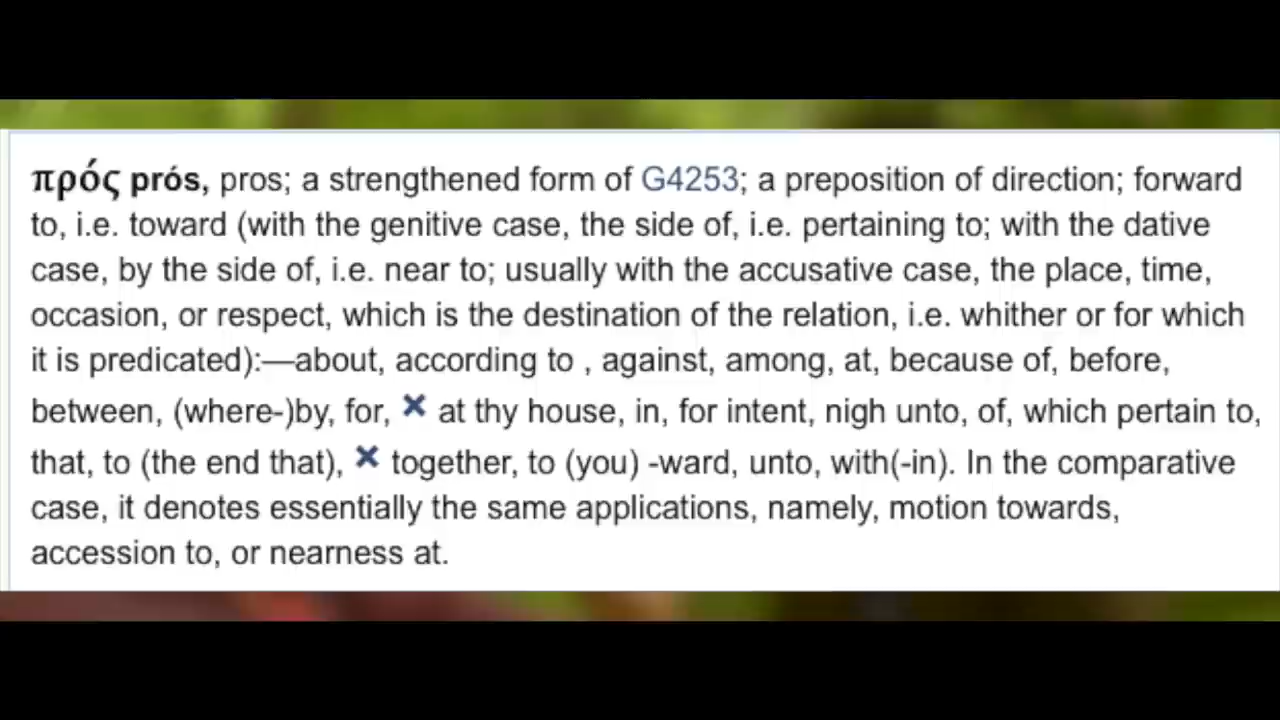 πρός prós, pros; a strengthened form of G4253; a preposition of direction; forward
to, i.e. toward (with the genitive case, the side of, i.e. pertaining to; with the dative
case, by the side of, i.e. near to; usually with the accusative case, the place, time,
occasion, or respect, which is the destination of the relation, i.e. whither or for which
it is predicated):—about, according to , against, among, at, because of, before,
between, (where-)by, for, × at thy house, in, for intent, nigh unto, of, which pertain to,
that, to (the end that), × together, to (you) -ward, unto, with(-in). In the comparative
case, it denotes essentially the same applications, namely, motion towards,
accession to, or nearness at.